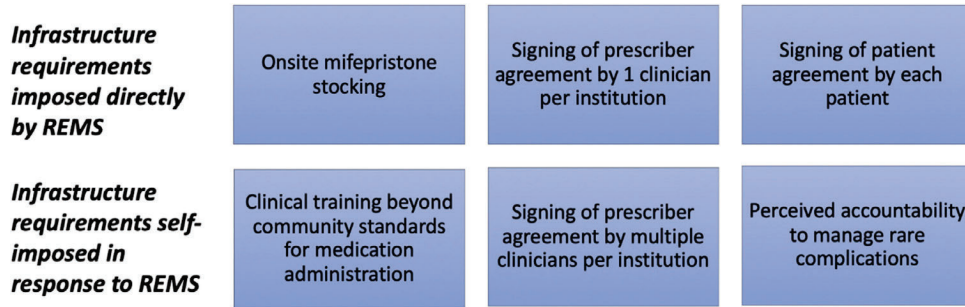 Infrastructure
requirements
imposed directly
by REMS
Onsite mifepristone
stocking
Signing of prescriber
agreement by 1 clinician
per institution
Signing of patient
agreement by each
patient
Infrastructure
requirements self-
imposed in
response to REMS
Clinical training beyond
community standards
for medication
administration
Signing of prescriber
agreement by multiple
clinicians per institution
Perceived accountability
to manage rare
complications